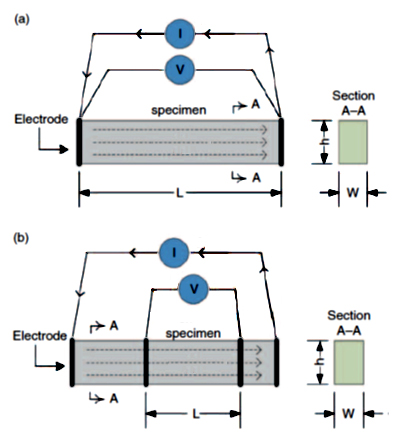 (a)
I
V
specimen
A
Electrode
A
L
Section
A–A
h
W
(b)
I
V
specimen
A
Electrode
A
L
Section
A–A
h
W